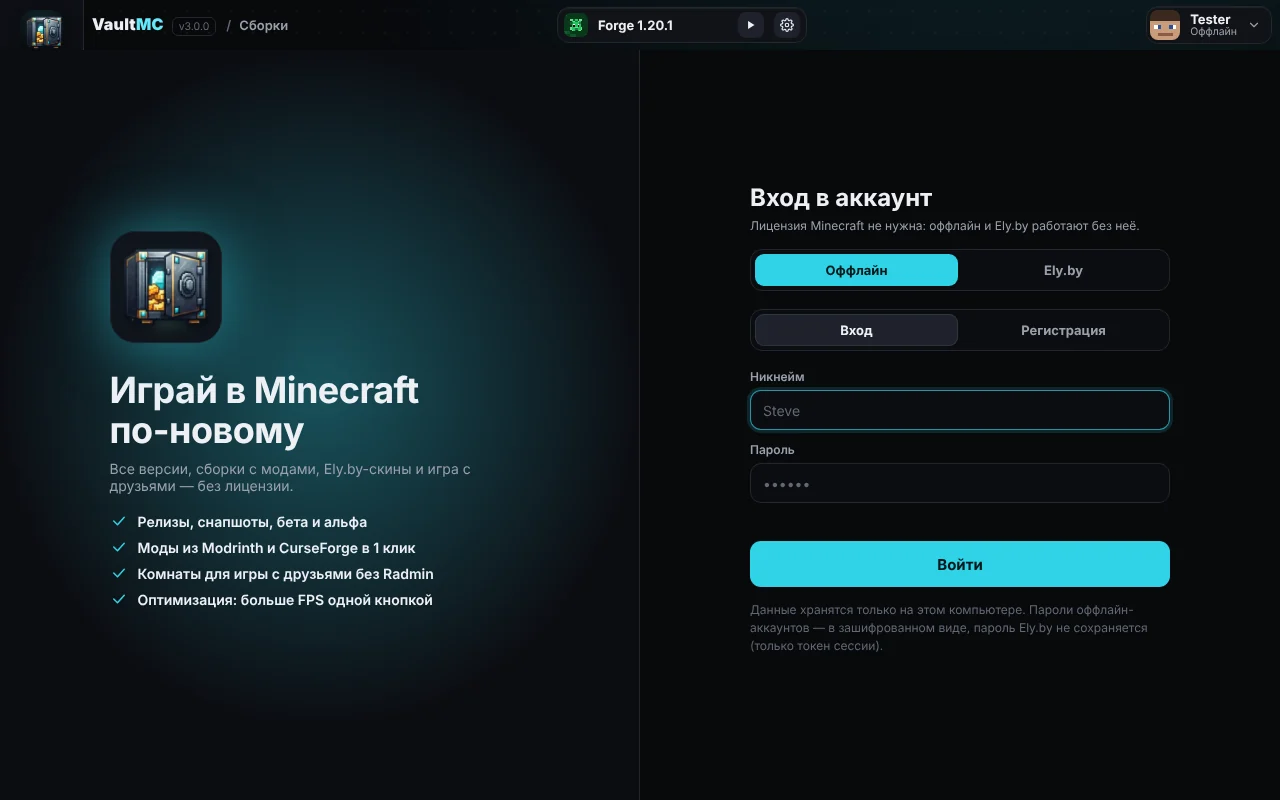 VaultMC v3.0.0 / Сборки
Forge 1.20.1
Tester
Оффлайн
Играй в Minecraft
по-новому
Все версии, сборки с модами, Ely.by-скины и игра с
друзьями — без лицензии.
Релизы, снапшоты, бета и альфа
Моды из Modrinth и CurseForge в 1 клик
Комнаты для игры с друзьями без Radmin
Оптимизация: больше FPS одной кнопкой
Вход в аккаунт
Лицензия Minecraft не нужна: оффлайн и Ely.by работают без неё.
Оффлайн Ely.by
Вход Регистрация
Никнейм
Steve
Пароль
••••••
Войти
Данные хранятся только на этом компьютере. Пароли оффлайн-
аккаунтов — в зашифрованном виде, пароль Ely.by не сохраняется
(только токен сессии).